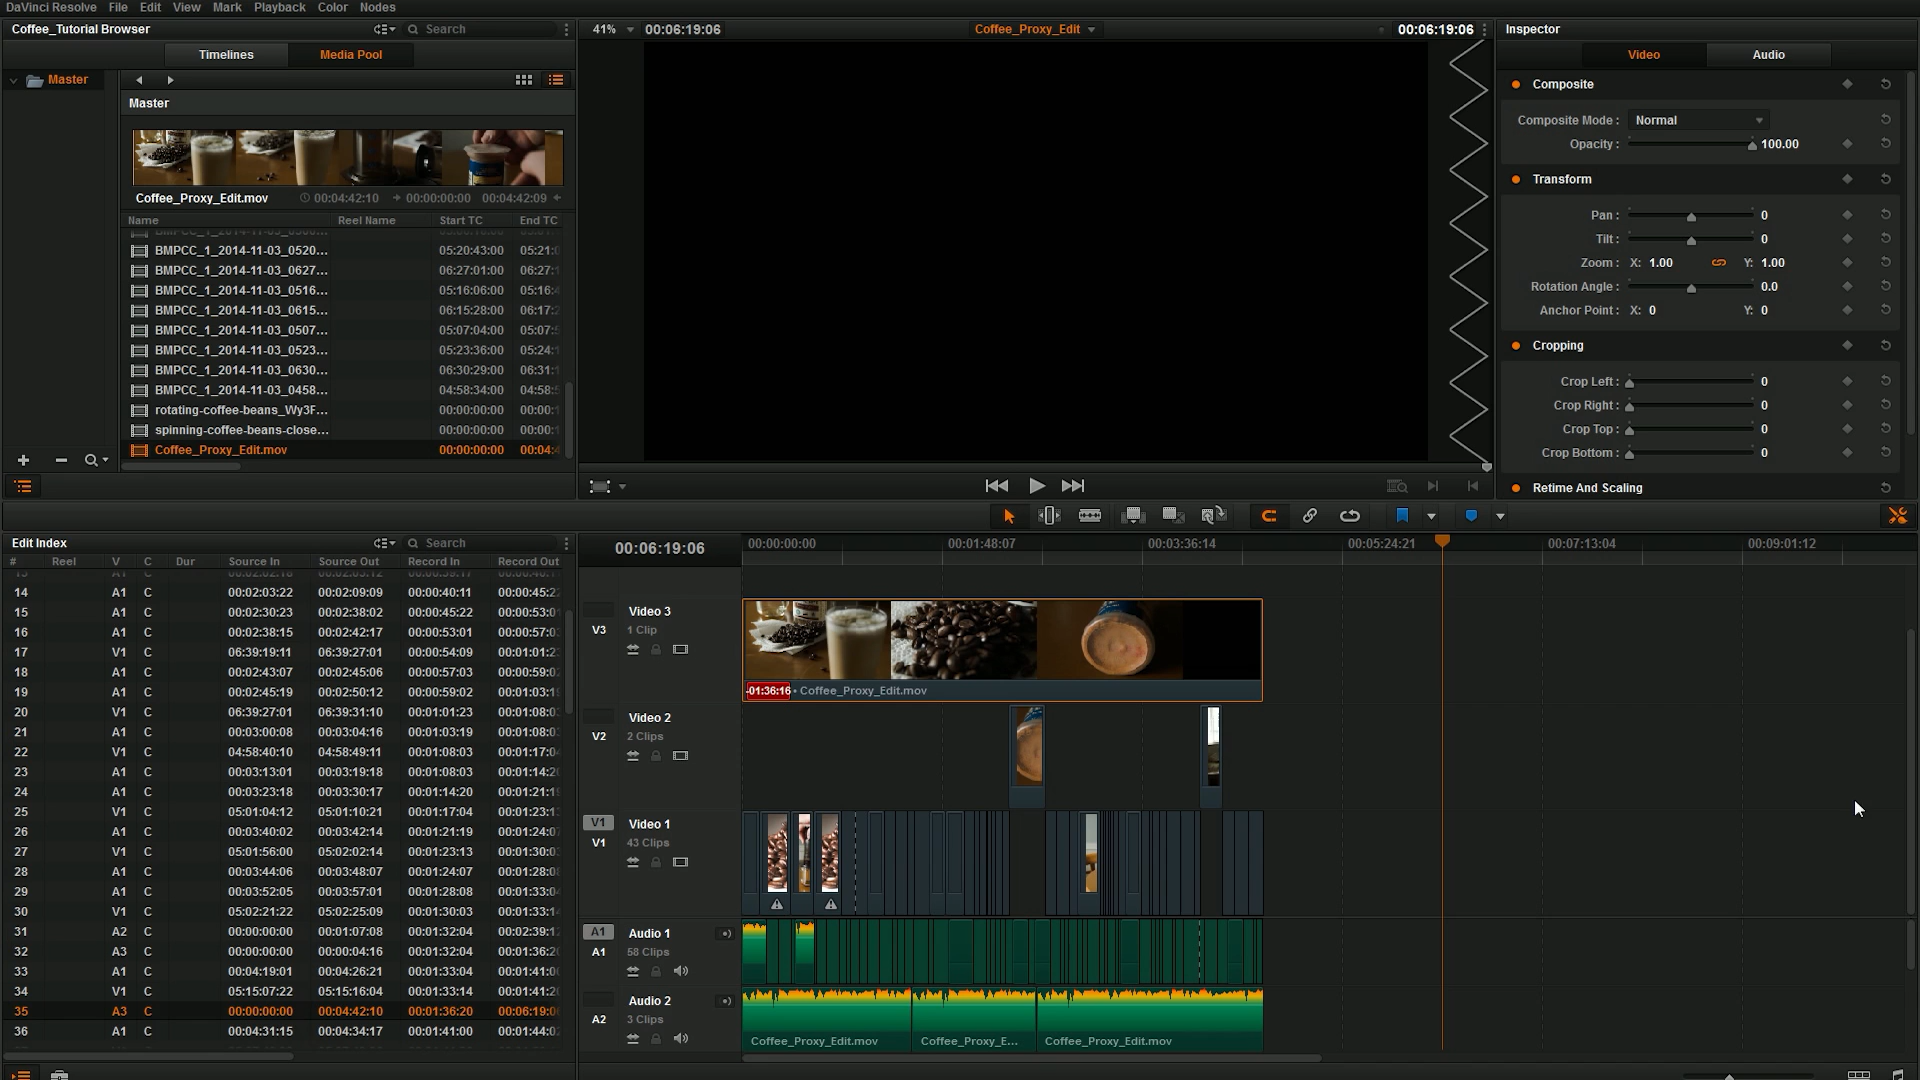 DaVinci Resolve File Edit View Mark Playback Color Nodes
Coffee_Tutorial Browser
Search
Timelines
Media Pool
Master
Master
Coffee_Proxy_Edit.mov 00:04:42:10 00:00:00:00 00:04:42:09
Name Reel Name Start TC End TC
BMPCC_1_2014-11-03_0520... 05:20:43:00 05:21:
BMPCC_1_2014-11-03_0627... 06:27:01:00 06:27:
BMPCC_1_2014-11-03_0516... 05:16:06:00 05:16:
BMPCC_1_2014-11-03_0615... 06:15:28:00 06:17:
BMPCC_1_2014-11-03_0507... 05:07:04:00 05:07:
BMPCC_1_2014-11-03_0523... 05:23:36:00 05:24:
BMPCC_1_2014-11-03_0630... 06:30:29:00 06:31:
BMPCC_1_2014-11-03_0458... 04:58:34:00 04:58:
rotating-coffee-beans_Wy3F... 00:00:00:00 00:00:
spinning-coffee-beans-close... 00:00:00:00 00:00:
Coffee_Proxy_Edit.mov 00:00:00:00 00:04:
41% 00:06:19:06 Coffee_Proxy_Edit 00:06:19:06
Inspector
Video Audio
Composite
Composite Mode : Normal
Opacity : 100.00
Transform
Pan : 0
Tilt : 0
Zoom : X: 1.00 Y: 1.00
Rotation Angle : 0.0
Anchor Point : X: 0 Y: 0
Cropping
Crop Left : 0
Crop Right : 0
Crop Top : 0
Crop Bottom : 0
Retime And Scaling
Edit Index
Search
# Reel V C Dur Source In Source Out Record In Record Out
14 A1 C 00:02:03:22 00:02:09:09 00:00:40:11 00:00:45:2
15 A1 C 00:02:30:23 00:02:38:02 00:00:45:22 00:00:53:0
16 A1 C 00:02:38:15 00:02:42:17 00:00:53:01 00:00:57:0
17 V1 C 06:39:19:11 06:39:27:01 00:00:54:09 00:01:01:2
18 A1 C 00:02:43:07 00:02:45:06 00:00:57:03 00:00:59:0
19 A1 C 00:02:45:19 00:02:50:12 00:00:59:02 00:01:03:1
20 V1 C 06:39:27:01 06:39:31:10 00:01:01:23 00:01:08:0
21 A1 C 00:03:00:08 00:03:04:16 00:01:03:19 00:01:08:0
22 V1 C 04:58:40:10 04:58:49:11 00:01:08:03 00:01:17:0
23 A1 C 00:03:13:01 00:03:19:18 00:01:08:03 00:01:14:2
24 A1 C 00:03:23:18 00:03:30:17 00:01:14:20 00:01:21:1
25 V1 C 05:01:04:12 05:01:10:21 00:01:17:04 00:01:23:1
26 A1 C 00:03:40:02 00:03:42:14 00:01:21:19 00:01:24:0
27 V1 C 05:01:56:00 05:02:02:14 00:01:23:13 00:01:30:0
28 A1 C 00:03:44:06 00:03:48:07 00:01:24:07 00:01:28:0
29 A1 C 00:03:52:05 00:03:57:01 00:01:28:08 00:01:33:0
30 V1 C 05:02:21:22 05:02:25:09 00:01:30:03 00:01:33:1
31 A2 C 00:00:00:00 00:01:07:08 00:01:32:04 00:02:39:1
32 A3 C 00:00:00:00 00:00:04:16 00:01:32:04 00:01:36:2
33 A1 C 00:04:19:01 00:04:26:21 00:01:33:04 00:01:41:0
34 V1 C 05:15:07:22 05:15:16:04 00:01:33:14 00:01:41:2
35 A3 C 00:00:00:00 00:04:42:10 00:01:36:20 00:06:19:0
36 A1 C 00:04:31:15 00:04:34:17 00:01:41:00 00:01:44:0
00:06:19:06 00:00:00:00 00:01:48:07 00:03:36:14 00:05:24:21 00:07:13:04 00:09:01:12
V3 Video 3
1 Clip
-01:36:16 • Coffee_Proxy_Edit.mov
V2 Video 2
2 Clips
V1 V1 Video 1
43 Clips
A1 A1 Audio 1
58 Clips
A2 Audio 2
3 Clips
Coffee_Proxy_Edit.mov Coffee_Proxy_E... Coffee_Proxy_Edit.mov